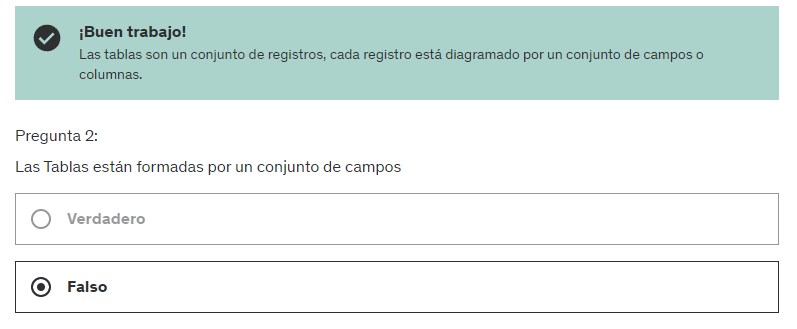 ¡Buen trabajo!
Las tablas son un conjunto de registros, cada registro está diagramado por un conjunto de campos o
columnas.
Pregunta 2:
Las Tablas están formadas por un conjunto de campos
Verdadero
Falso